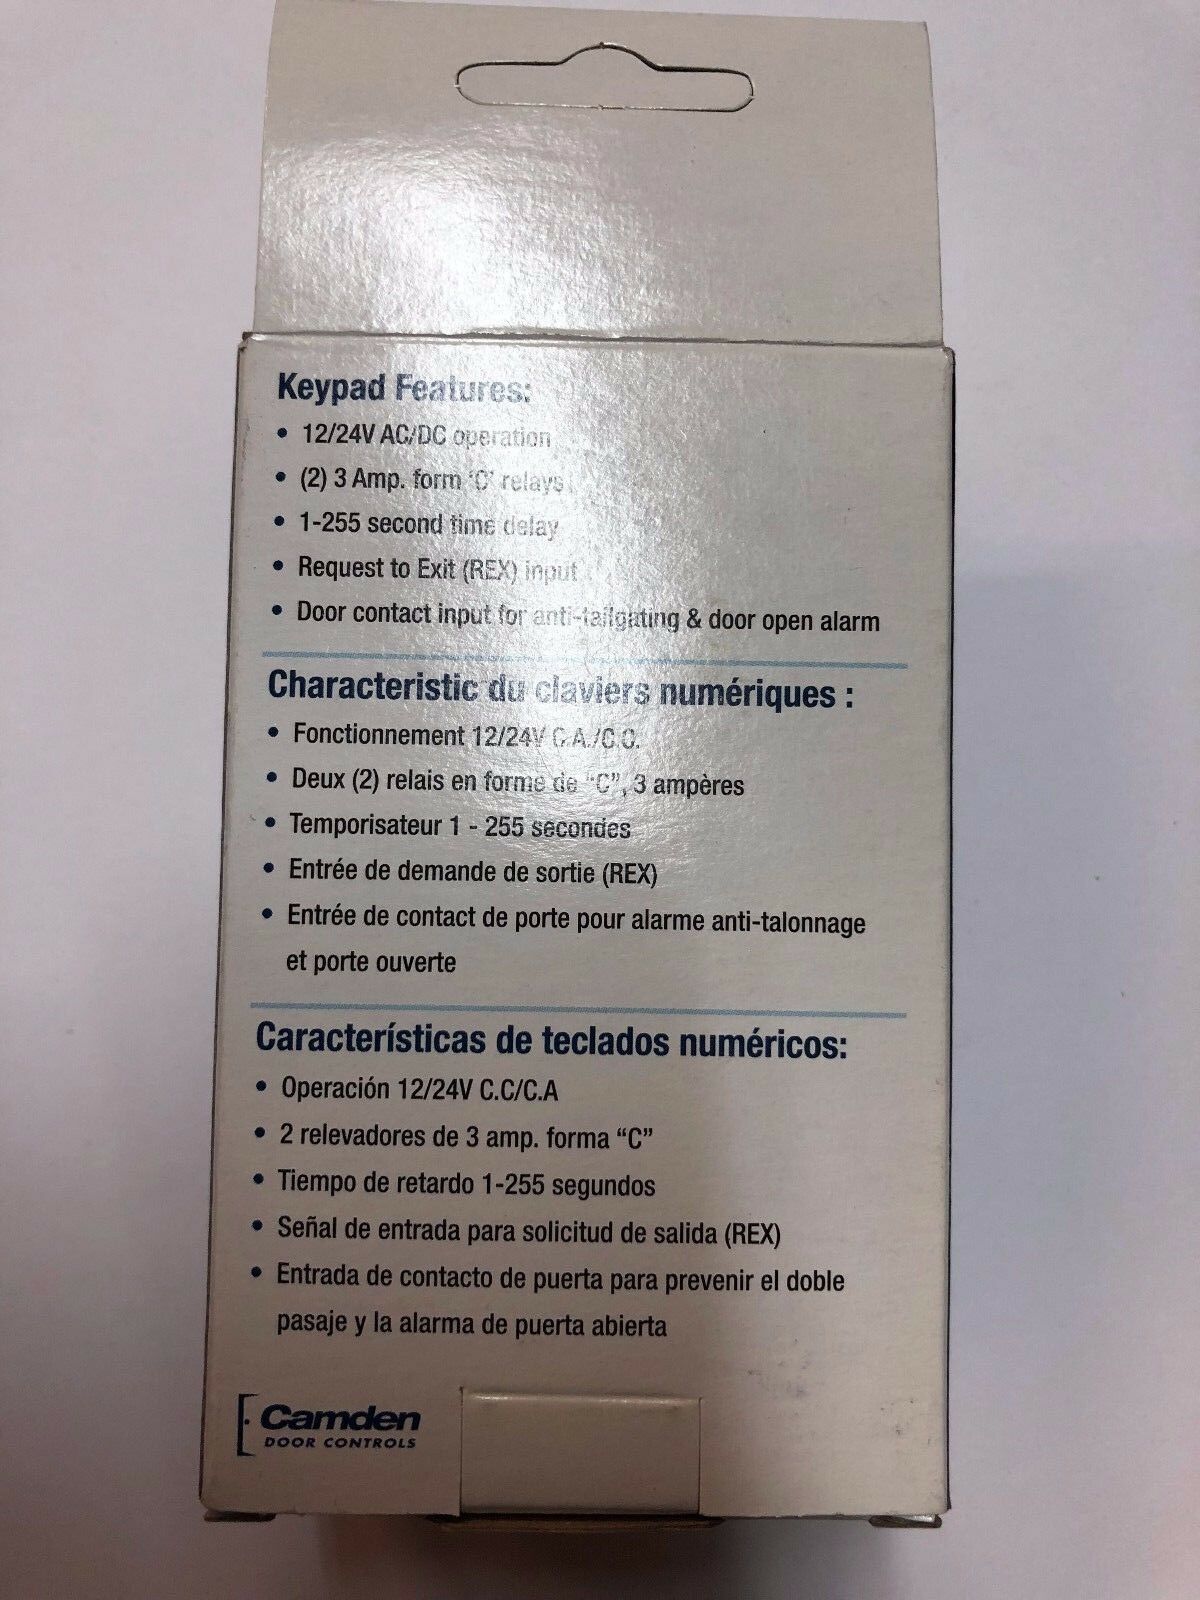 Keypad Features:
• 12/24V AC/DC operation
• (2) 3 Amp. form 'C' relays
• 1-255 second time delay
• Request to Exit (REX) input
• Door contact input for anti-tailgating & door open alarm
Characteristic du claviers numériques :
• Fonctionnement 12/24V C.A./C.C.
• Deux (2) relais en forme de "C", 3 ampères
• Temporisateur 1 - 255 secondes
• Entrée de demande de sortie (REX)
• Entrée de contact de porte pour alarme anti-talonnage
et porte ouverte
Características de teclados numéricos:
• Operación 12/24V C.C/C.A
• 2 relevadores de 3 amp. forma “C”
• Tiempo de retardo 1-255 segundos
• Señal de entrada para solicitud de salida (REX)
• Entrada de contacto de puerta para prevenir el doble
pasaje y la alarma de puerta abierta
Camden
DOOR CONTROLS